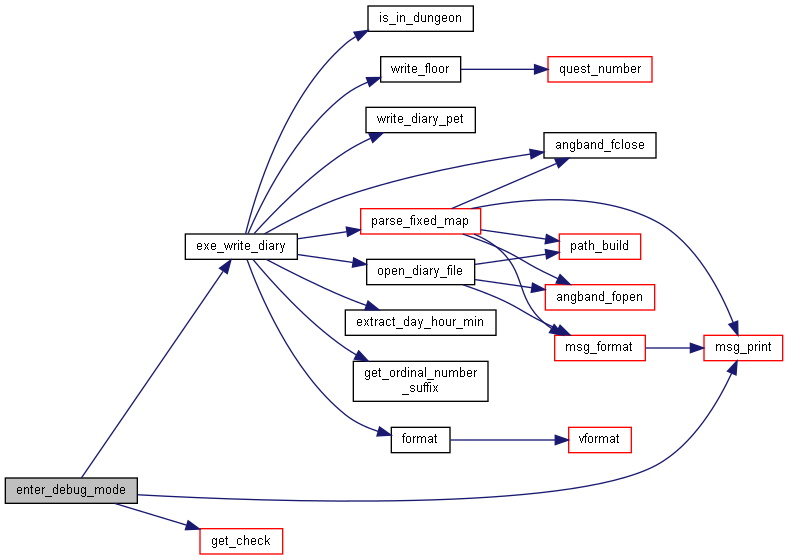 is_in_dungeon
write_floor
quest_number
write_diary_pet
angband_fclose
parse_fixed_map
exe_write_diary
path_build
open_diary_file
angband_fopen
extract_day_hour_min
msg_format
msg_print
get_ordinal_number
_suffix
format
vformat
enter_debug_mode
get_check